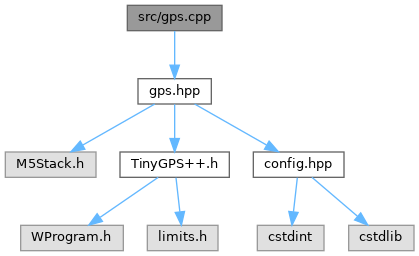 src/gps.cpp
gps.hpp
M5Stack.h
TinyGPS++.h
config.hpp
WProgram.h
limits.h
cstdint
cstdlib